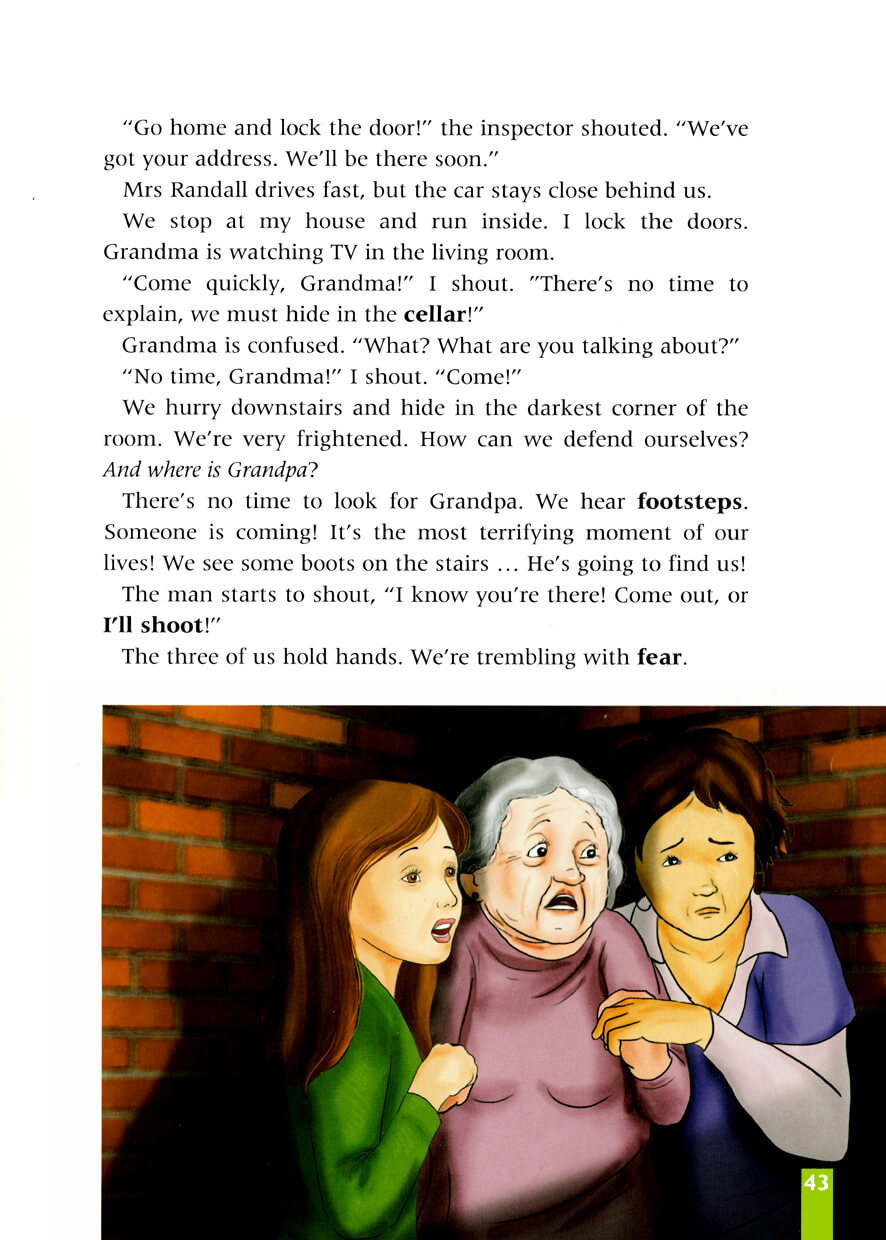 “Go home and lock the door!” the inspector shouted. “We’ve
got your address. We’ll be there soon.”
Mrs Randall drives fast, but the car stays close behind us.
We stop at my house and run inside. I lock the doors.
Grandma is watching TV in the living room.
“Come quickly, Grandma!” I shout. ”There’s no time to
explain, we must hide in the cellar!”
Grandma is confused. “What? What are you talking about?”
“No time, Grandma!” I shout. “Come!”
We hurry downstairs and hide in the darkest corner of the
room. We’re very frightened. How can we defend ourselves?
And where is Grandpa?
There’s no time to look for Grandpa. We hear footsteps.
Someone is coming! It’s the most terrifying moment of our
lives! We see some boots on the stairs … He’s going to find us!
The man starts to shout, “I know you’re there! Come out, or
I’ll shoot!”
The three of us hold hands. We’re trembling with fear.
43